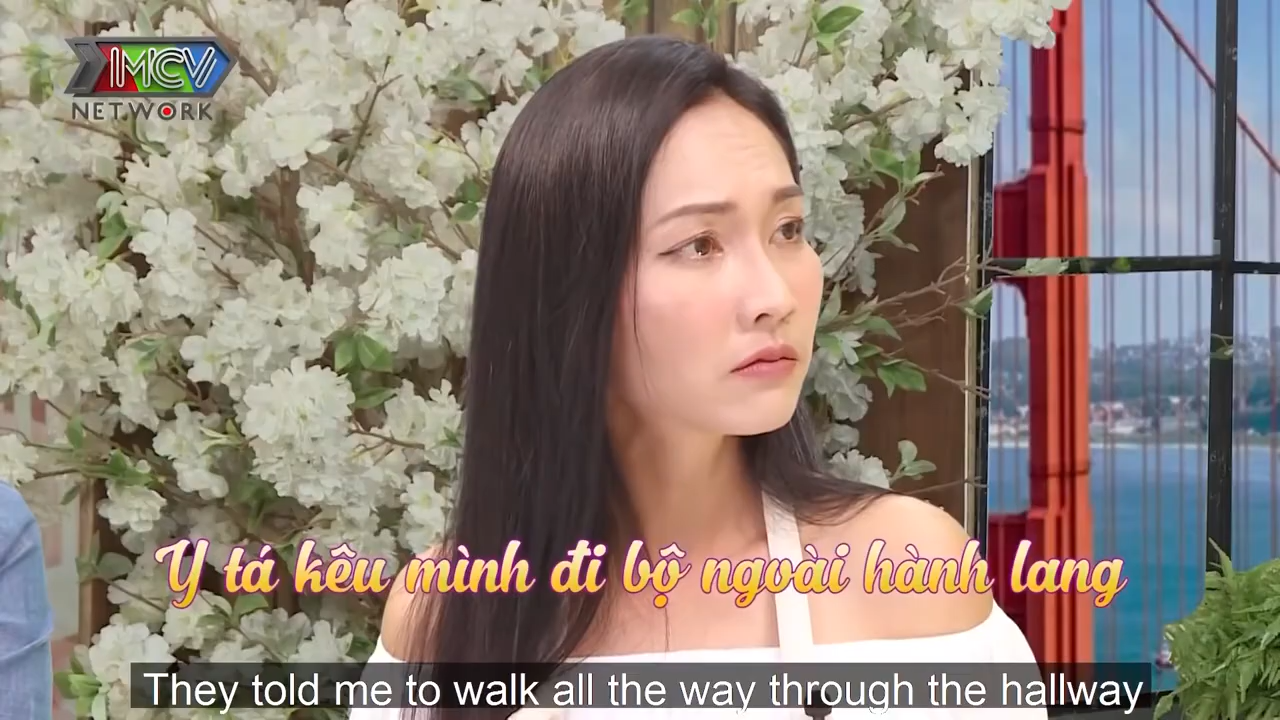 MCV
NETWORK
Y tá kêu mình đi bộ ngoài hành lang
They told me to walk all the way through the hallway